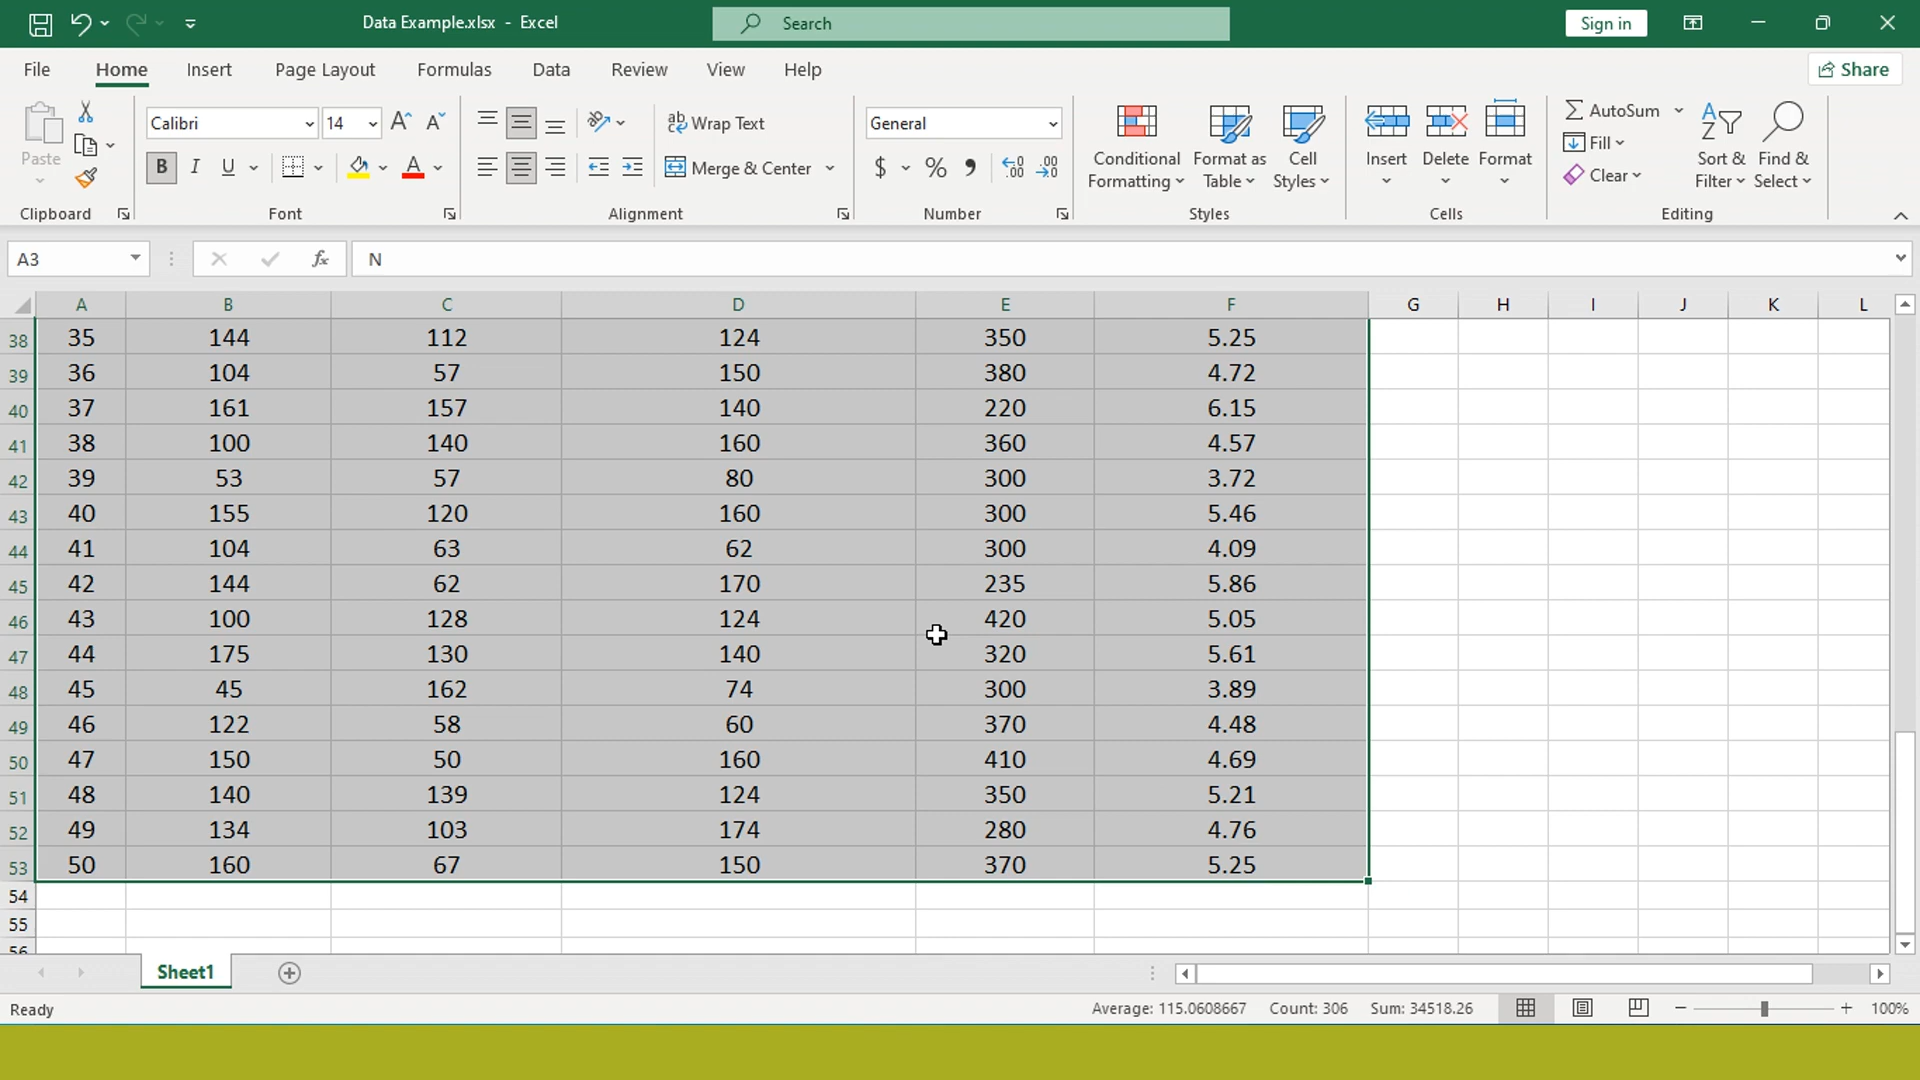 Data Example.xlsx - Excel
Search
Sign in
File Home Insert Page Layout Formulas Data Review View Help
Share
Paste
Clipboard
Calibri 14
B I U
Font
ab Wrap Text
Merge & Center
Alignment
General
$ % ,
Number
Conditional Formatting
Format as Table
Cell Styles
Styles
Insert Delete Format
Cells
AutoSum
Fill
Clear
Sort & Filter
Find & Select
Editing
A3 fx N
A B C D E F G H I J K L
38 35 144 112 124 350 5.25
39 36 104 57 150 380 4.72
40 37 161 157 140 220 6.15
41 38 100 140 160 360 4.57
42 39 53 57 80 300 3.72
43 40 155 120 160 300 5.46
44 41 104 63 62 300 4.09
45 42 144 62 170 235 5.86
46 43 100 128 124 420 5.05
47 44 175 130 140 320 5.61
48 45 45 162 74 300 3.89
49 46 122 58 60 370 4.48
50 47 150 50 160 410 4.69
51 48 140 139 124 350 5.21
52 49 134 103 174 280 4.76
53 50 160 67 150 370 5.25
54
55
56
Sheet1
Ready Average: 115.0608667 Count: 306 Sum: 34518.26 100%